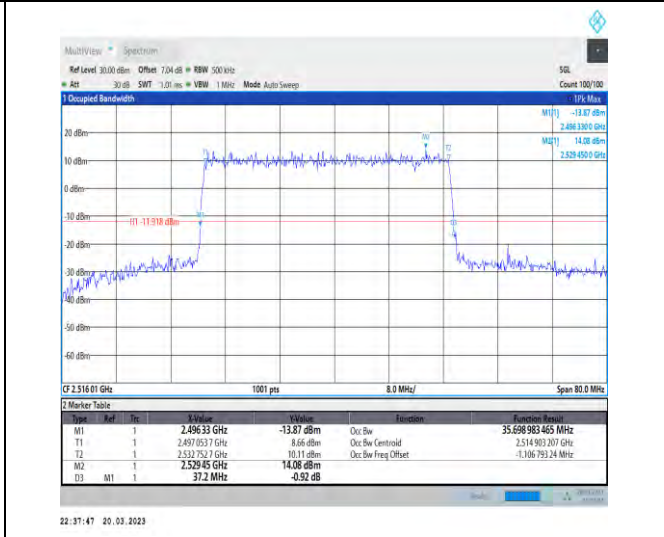 MultiView Spectrum
Ref Level 30.00 dBm Offset 7.04 dB RBW 500 kHz SGL
Att 30 dB SWT 1.01 ms VBW 1 MHz Mode Auto Sweep Count 100/100
1 Occupied Bandwidth 1Pk Max
M1[1] -13.87 dBm
2.496 330 0 GHz
M2[1] 14.08 dBm
2.529 450 0 GHz
20 dBm
M2
T1
T2
10 dBm
0 dBm
-10 dBm
H1 -11.918 dBm
M1
D3
-20 dBm
-30 dBm
-40 dBm
-50 dBm
-60 dBm
CF 2.516 01 GHz 1001 pts 8.0 MHz/ Span 80.0 MHz
2 Marker Table
Type Ref Trc X-Value Y-Value Function Function Result
M1 1 2.496 33 GHz -13.87 dBm Occ Bw 35.698 983 465 MHz
T1 1 2.497 053 7 GHz 8.66 dBm Occ Bw Centroid 2.514 903 207 GHz
T2 1 2.532 752 7 GHz 10.11 dBm Occ Bw Freq Offset -1.106 793 24 MHz
M2 1 2.529 45 GHz 14.08 dBm
D3 M1 1 37.2 MHz -0.92 dB
22:37:47 20.03.2023